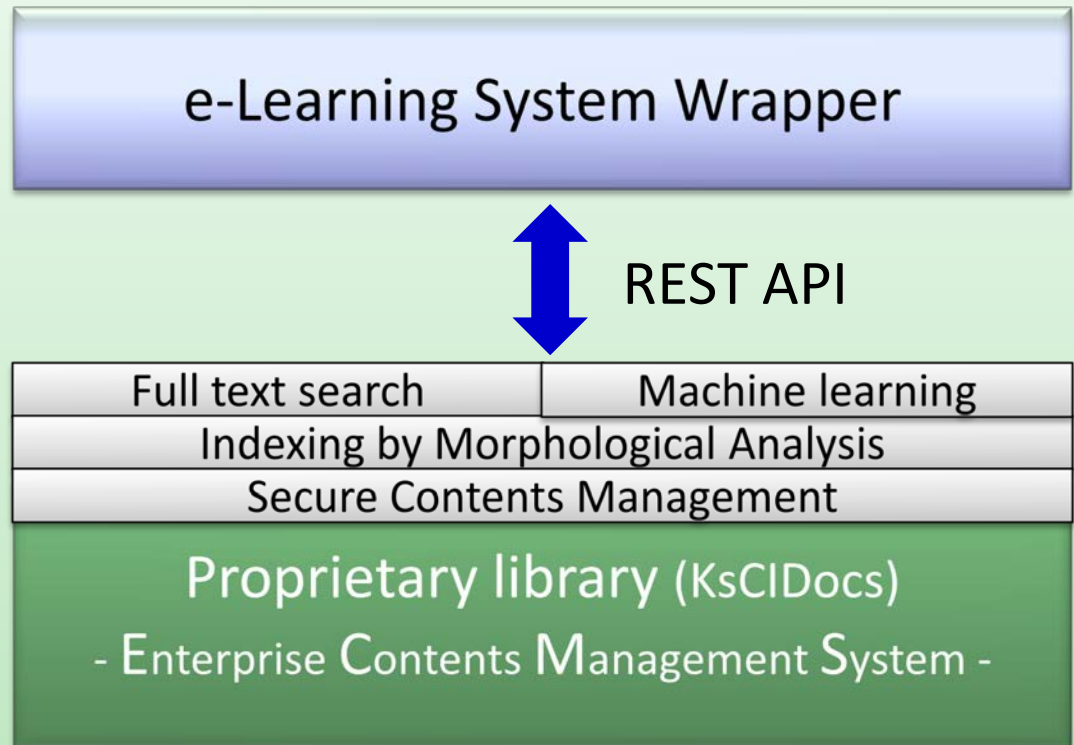 e-Learning System Wrapper
REST API
Full text search
Machine learning
Indexing by Morphological Analysis
Secure Contents Management
Proprietary library (KsCIDocs)
- Enterprise Contents Management System -